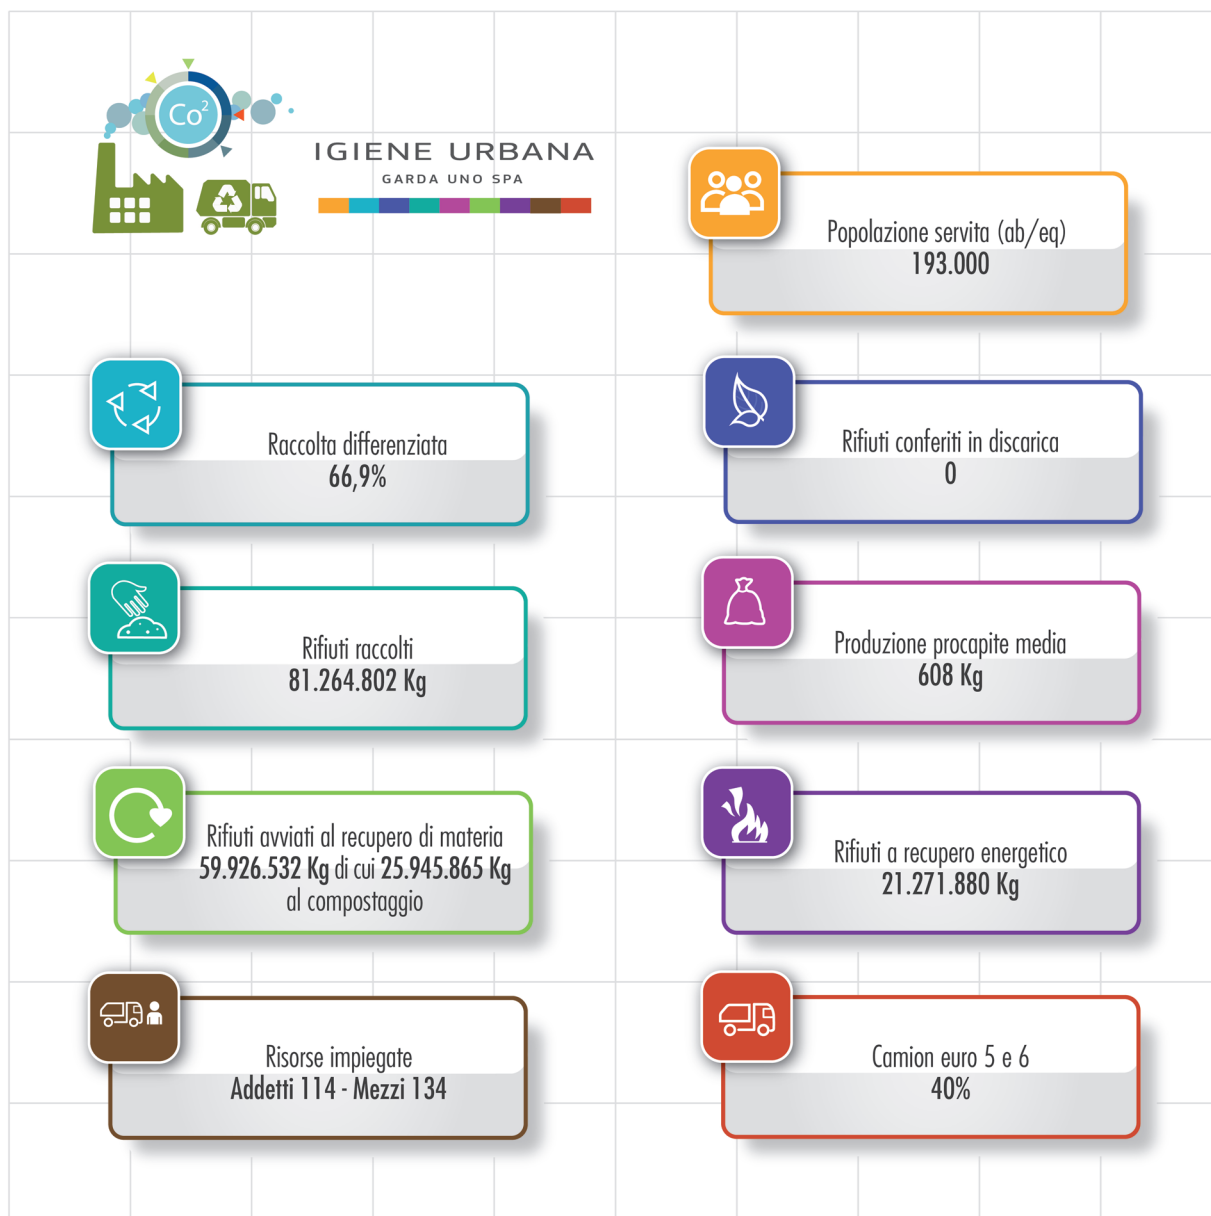 Co²
IGIENE URBANA
GARDA UNO SPA
Popolazione servita (ab/eq)
193.000
Raccolta differenziata
66,9%
Rifiuti conferiti in discarica
0
Rifiuti raccolti
81.264.802 Kg
Produzione procapite media
608 Kg
Rifiuti avviati al recupero di materia
59.926.532 Kg di cui 25.945.865 Kg
al compostaggio
Rifiuti a recupero energetico
21.271.880 Kg
Risorse impiegate
Addetti 114 - Mezzi 134
Camion euro 5 e 6
40%